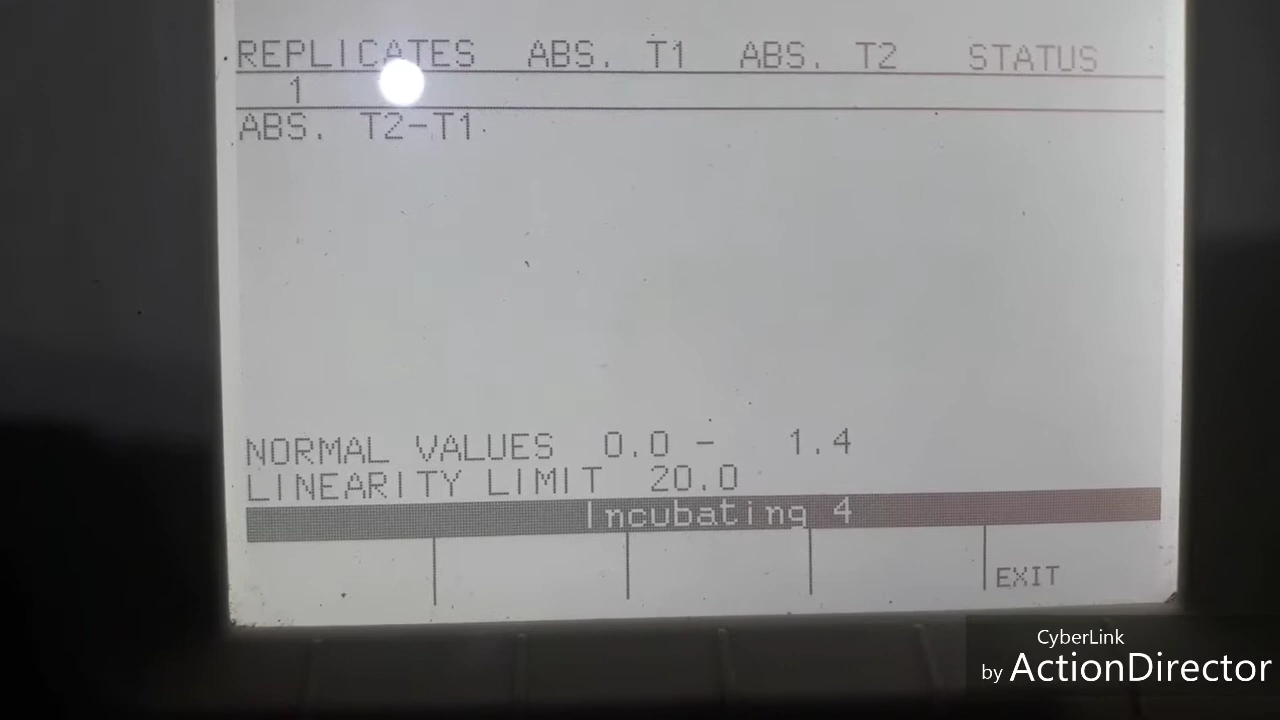 REPLICATES ABS. T1 ABS. T2 STATUS
1
ABS. T2-T1
NORMAL VALUES 0.0 - 1.4
LINEARITY LIMIT 20.0
Incubating 4
EXIT
CyberLink
by ActionDirector